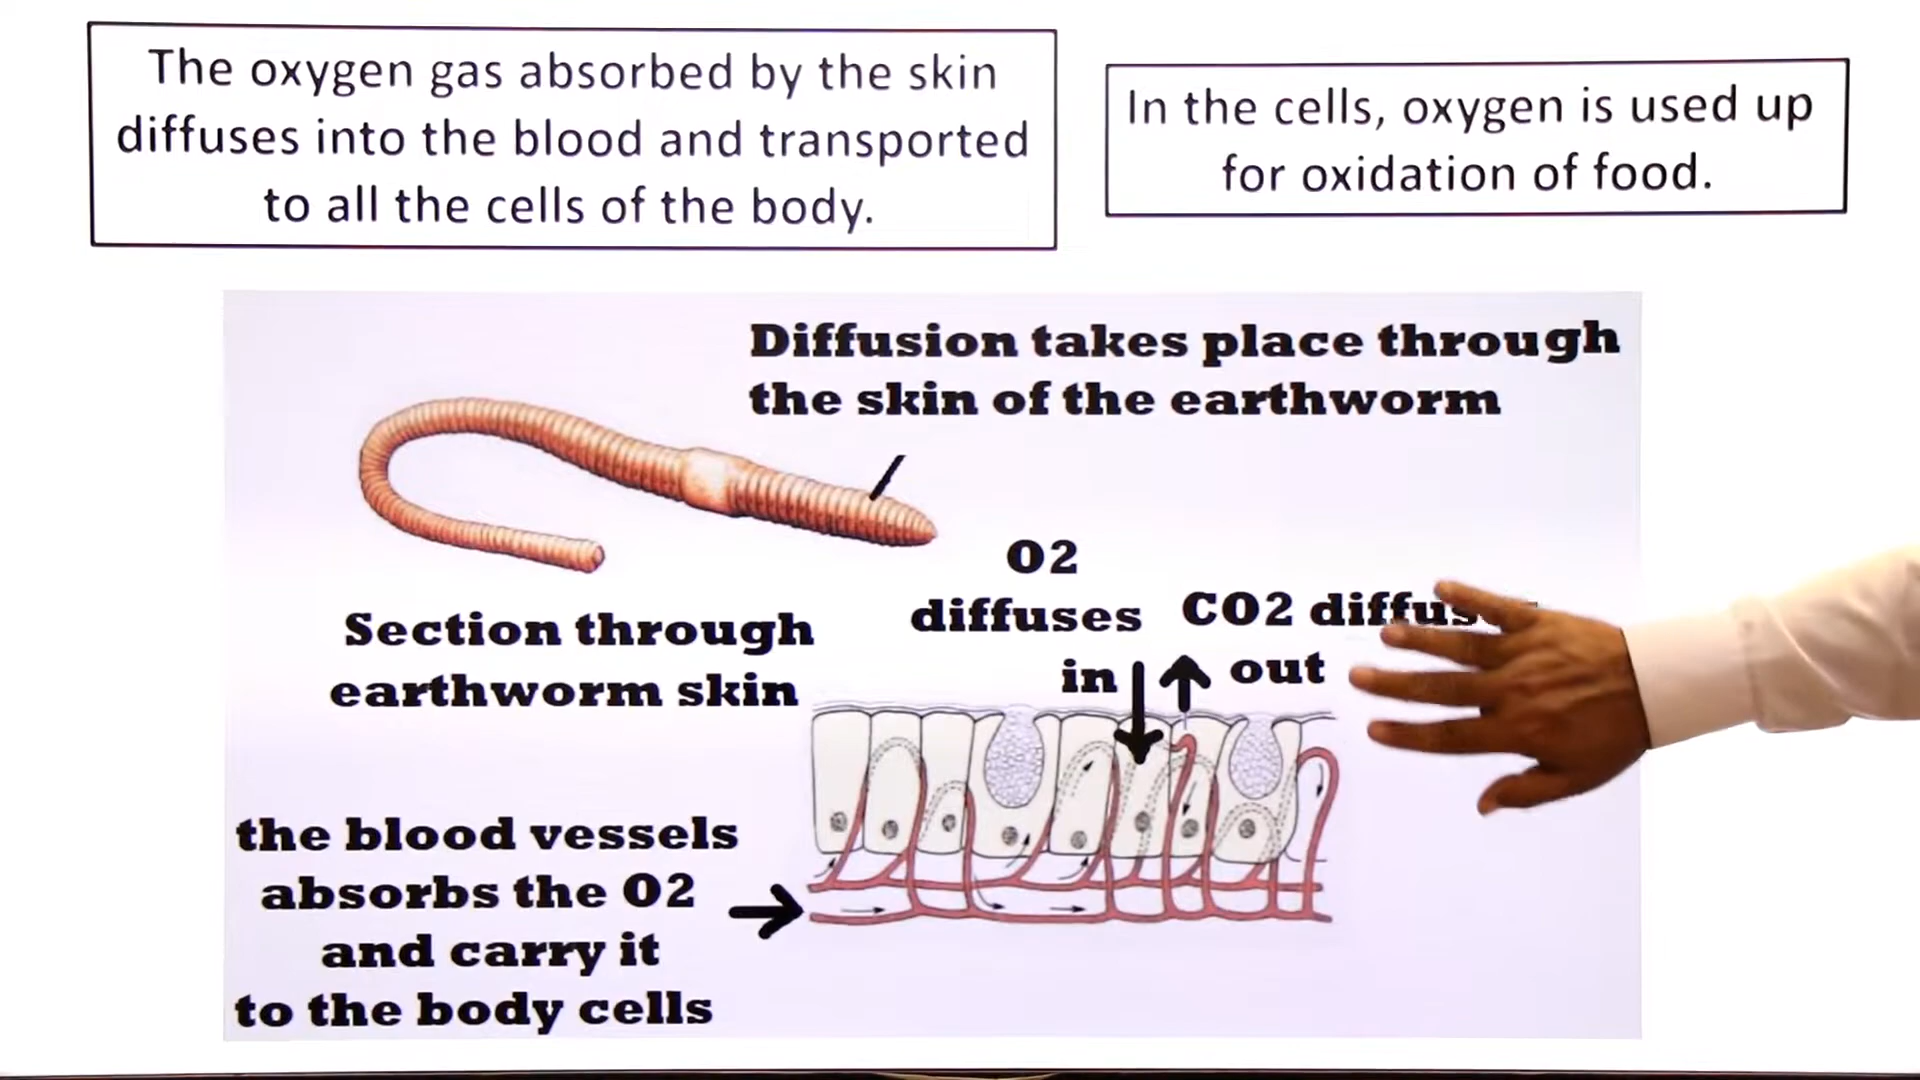 The oxygen gas absorbed by the skin
diffuses into the blood and transported
to all the cells of the body.
In the cells, oxygen is used up
for oxidation of food.
Diffusion takes place through
the skin of the earthworm
O2
diffuses
in
CO2
out
Section through
earthworm skin
the blood vessels
absorbs the O2
and carry it
to the body cells